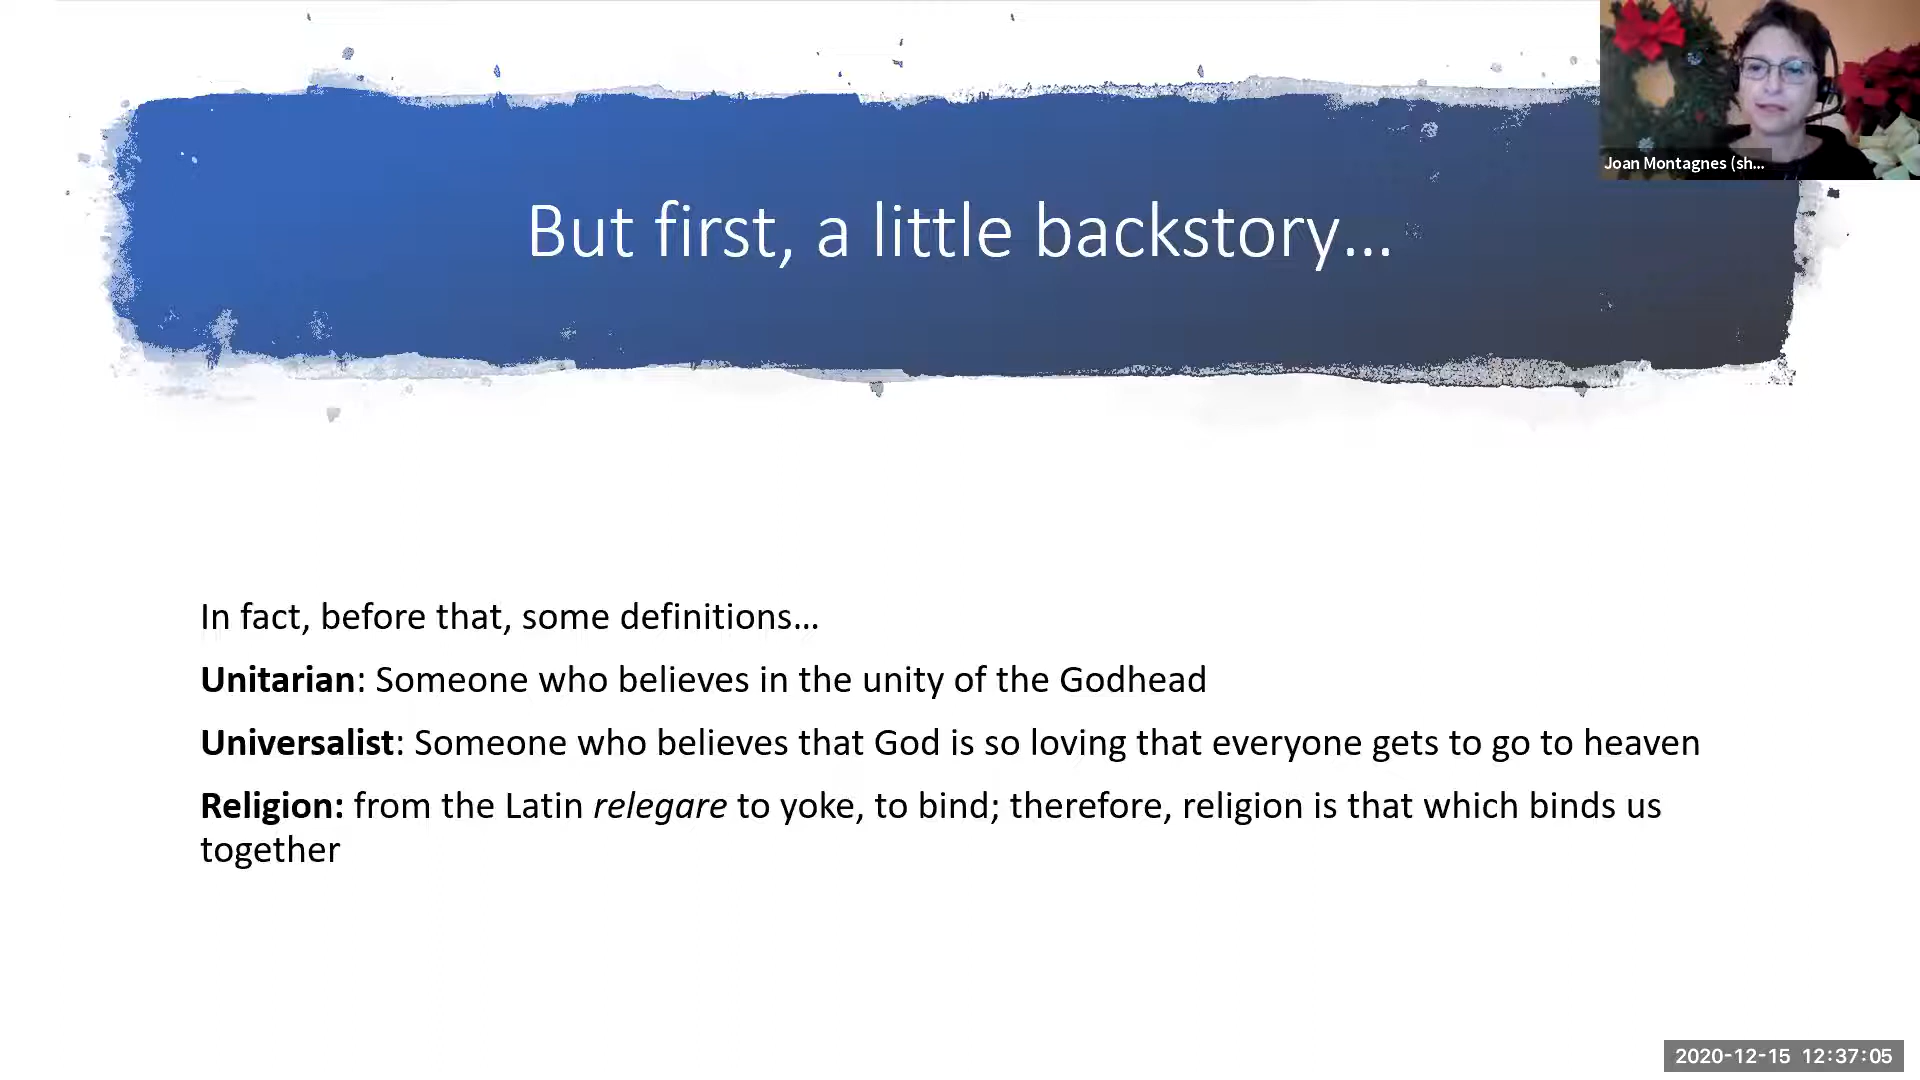 Joan Montagnes (sh...
But first, a little backstory...
In fact, before that, some definitions...
Unitarian: Someone who believes in the unity of the Godhead
Universalist: Someone who believes that God is so loving that everyone gets to go to heaven
Religion: from the Latin relegare to yoke, to bind; therefore, religion is that which binds us
together
2020-12-15 12:37:05